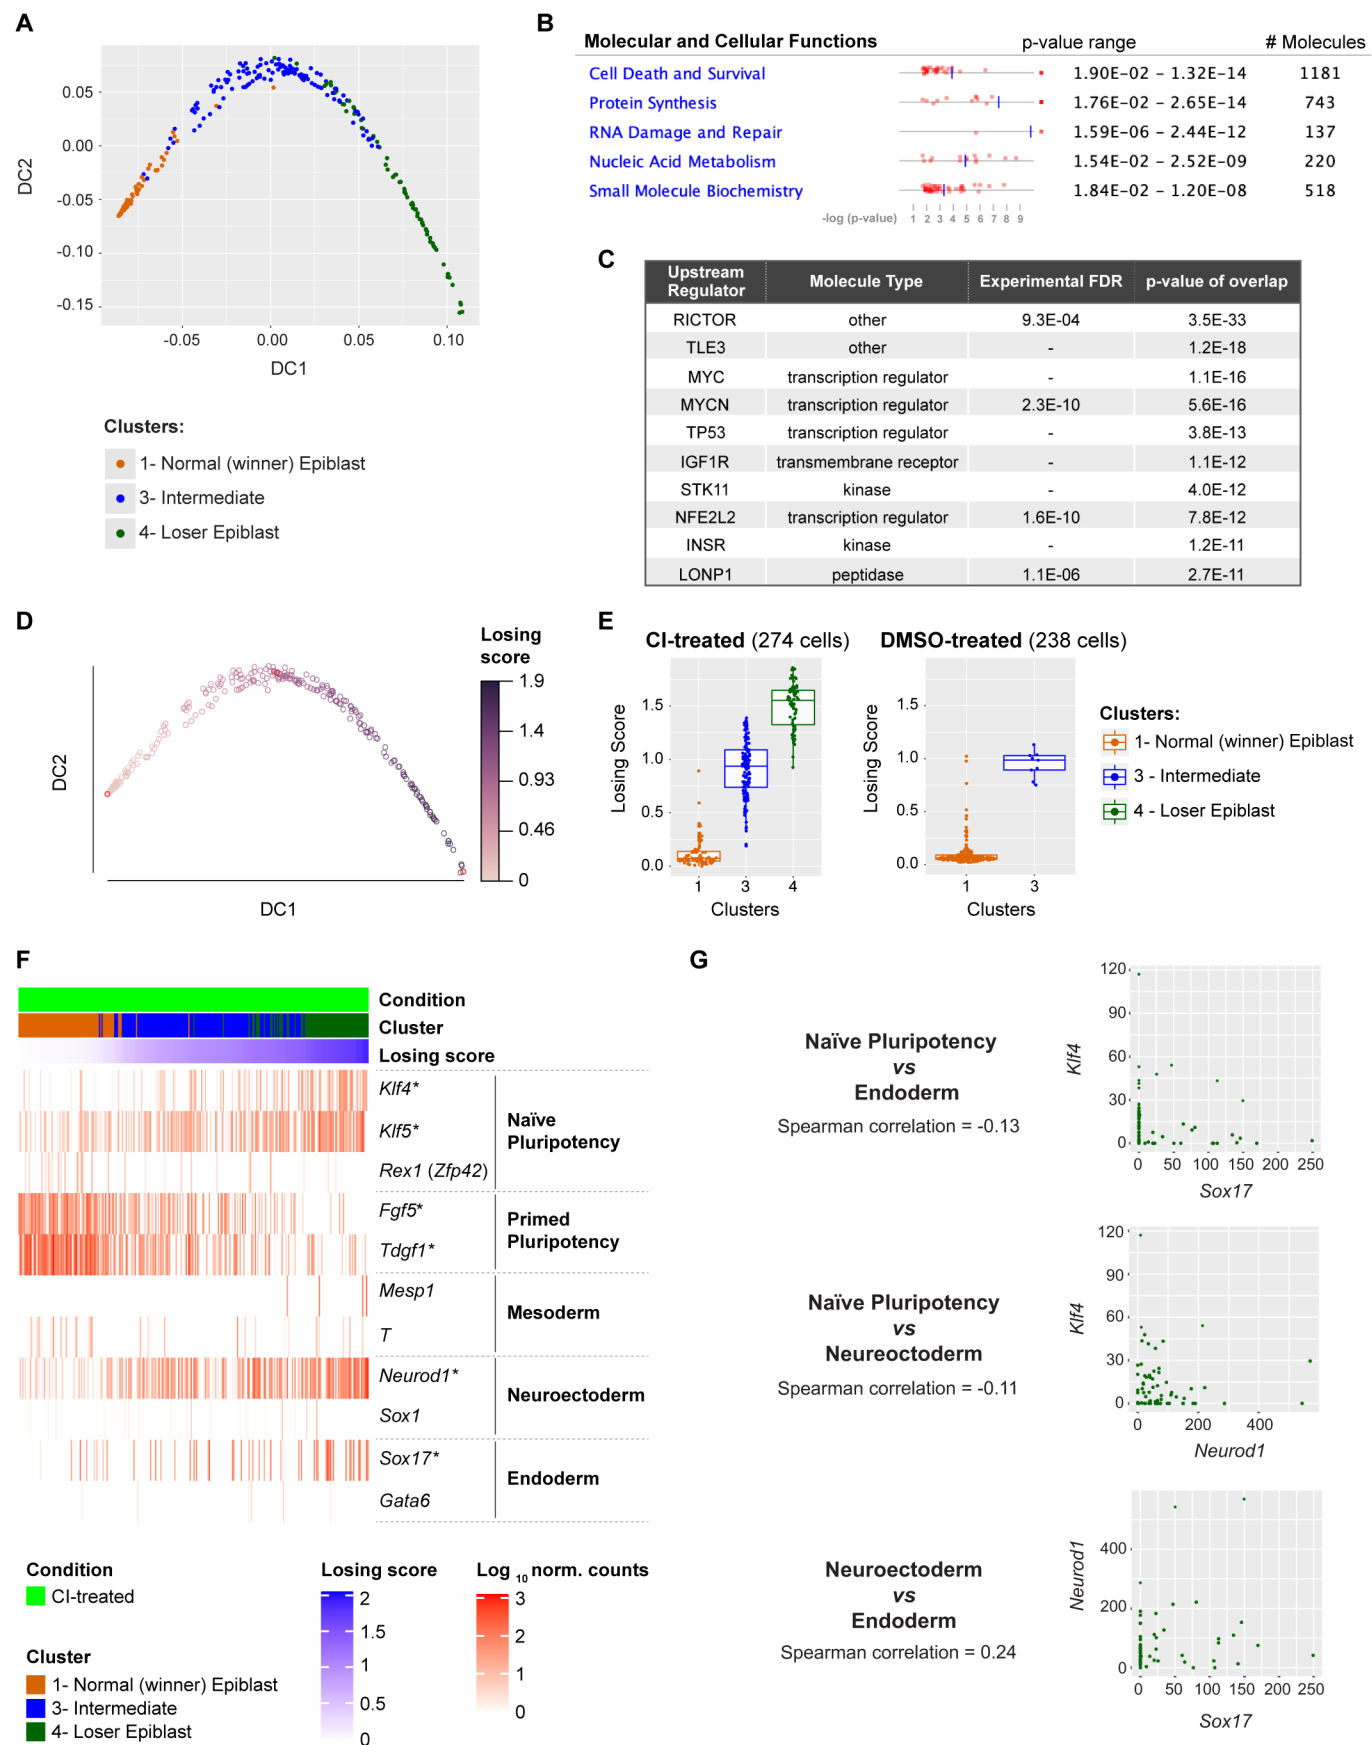 A
DC2
0.05
0.00
-0.05
-0.10
-0.15
-0.05 0.00 0.05 0.10
DC1
Clusters:
1- Normal (winner) Epiblast
3- Intermediate
4- Loser Epiblast
B
Molecular and Cellular Functions p-value range # Molecules
Cell Death and Survival 1.90E-02 - 1.32E-14 1181
Protein Synthesis 1.76E-02 - 2.65E-14 743
RNA Damage and Repair 1.59E-06 - 2.44E-12 137
Nucleic Acid Metabolism 1.54E-02 - 2.52E-09 220
Small Molecule Biochemistry 1.84E-02 - 1.20E-08 518
-log (p-value) 1 2 3 4 5 6 7 8 9
C
Upstream Regulator Molecule Type Experimental FDR p-value of overlap
RICTOR other 9.3E-04 3.5E-33
TLE3 other - 1.2E-18
MYC transcription regulator - 1.1E-16
MYCN transcription regulator 2.3E-10 5.6E-16
TP53 transcription regulator - 3.8E-13
IGF1R transmembrane receptor - 1.1E-12
STK11 kinase - 4.0E-12
NFE2L2 transcription regulator 1.6E-10 7.8E-12
INSR kinase - 1.2E-11
LONP1 peptidase 1.1E-06 2.7E-11
D
DC2
DC1
Losing
score
1.9
1.4
0.93
0.46
0
E
CI-treated (274 cells)
Losing Score
1.5
1.0
0.5
0.0
1 3 4
Clusters
DMSO-treated (238 cells)
Losing Score
1.5
1.0
0.5
0.0
1 3
Clusters
Clusters:
1- Normal (winner) Epiblast
3 - Intermediate
4 - Loser Epiblast
F
Condition
Cluster
Losing score
Klf4*
Klf5*
Rex1 (Zfp42)
Naïve
Pluripotency
Fgf5*
Tdgf1*
Primed
Pluripotency
Mesp1
T
Mesoderm
Neurod1*
Sox1
Neuroectoderm
Sox17*
Gata6
Endoderm
Condition
CI-treated
Cluster
1- Normal (winner) Epiblast
3- Intermediate
4- Loser Epiblast
Losing score
2
1.5
1
0.5
0
Log 10 norm. counts
3
2
1
0
G
Naïve Pluripotency
vs
Endoderm
Spearman correlation = -0.13
Klf4
120
90
60
30
0
0 50 100 150 200 250
Sox17
Naïve Pluripotency
vs
Neureoctoderm
Spearman correlation = -0.11
Klf4
120
90
60
30
0
0 200 400
Neurod1
Neuroectoderm
vs
Endoderm
Spearman correlation = 0.24
Neurod1
400
200
0
0 50 100 150 200 250
Sox17